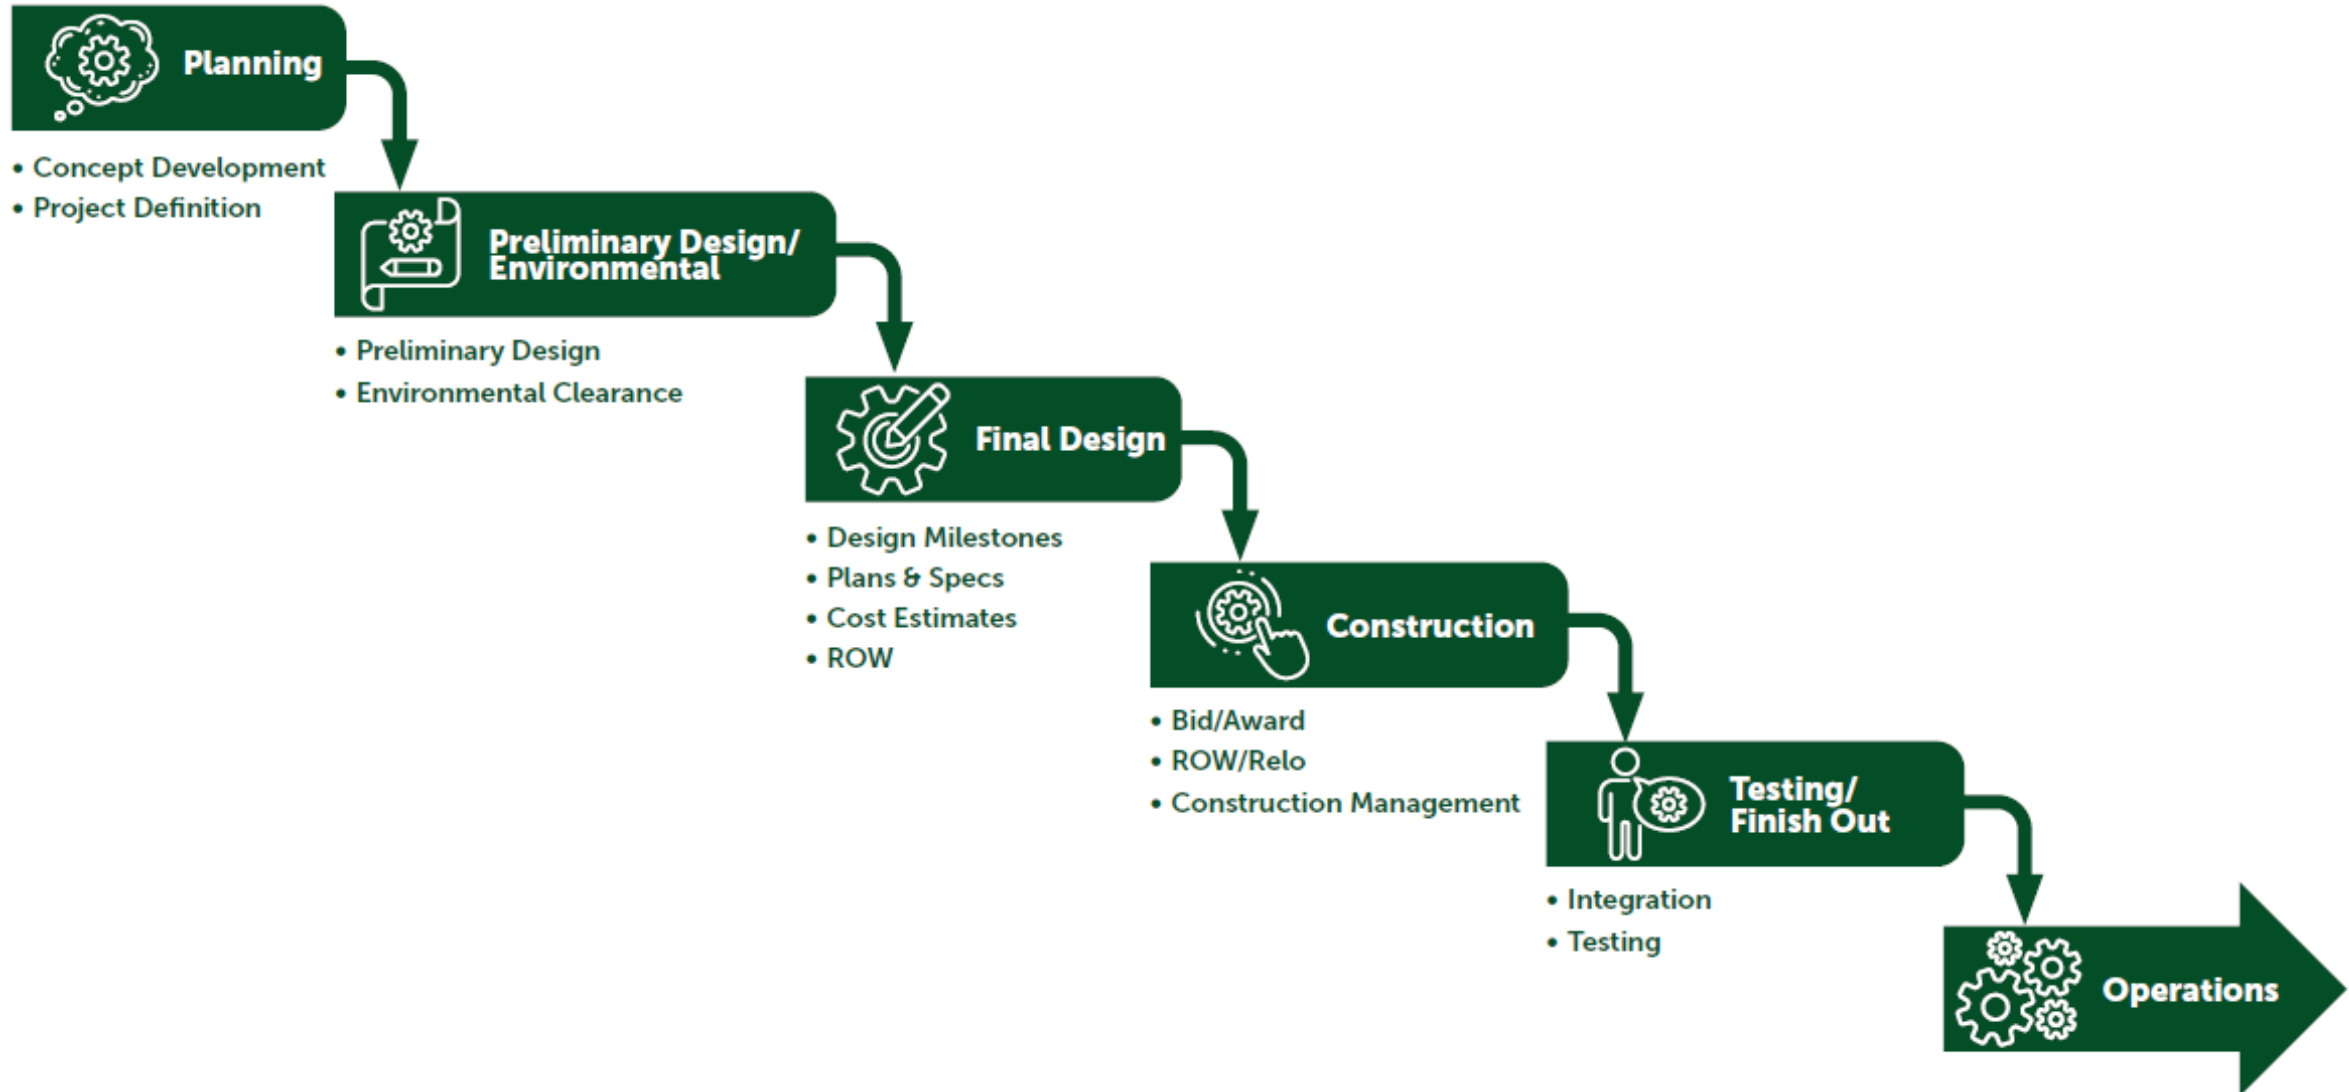 Planning
• Concept Development
• Project Definition
Preliminary Design/
Environmental
• Preliminary Design
• Environmental Clearance
Final Design
• Design Milestones
• Plans & Specs
• Cost Estimates
• ROW
Construction
• Bid/Award
• ROW/Relo
• Construction Management
Testing/
Finish Out
• Integration
• Testing
Operations